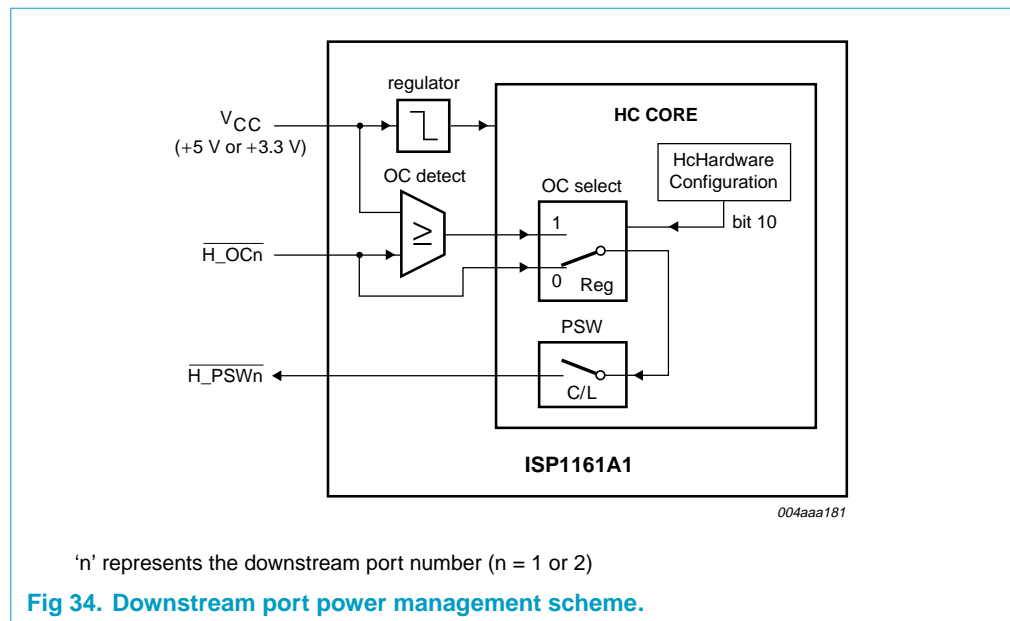 regulator
VCC
(+5 V or +3.3 V)
HC CORE
HcHardware
Configuration
OC detect
OC select
bit 10
1
≥
H_OCn
0
Reg
PSW
H_PSWn
C/L
ISP1161A1
004aaa181
‘n’ represents the downstream port number (n = 1 or 2)
Fig 34. Downstream port power management scheme.